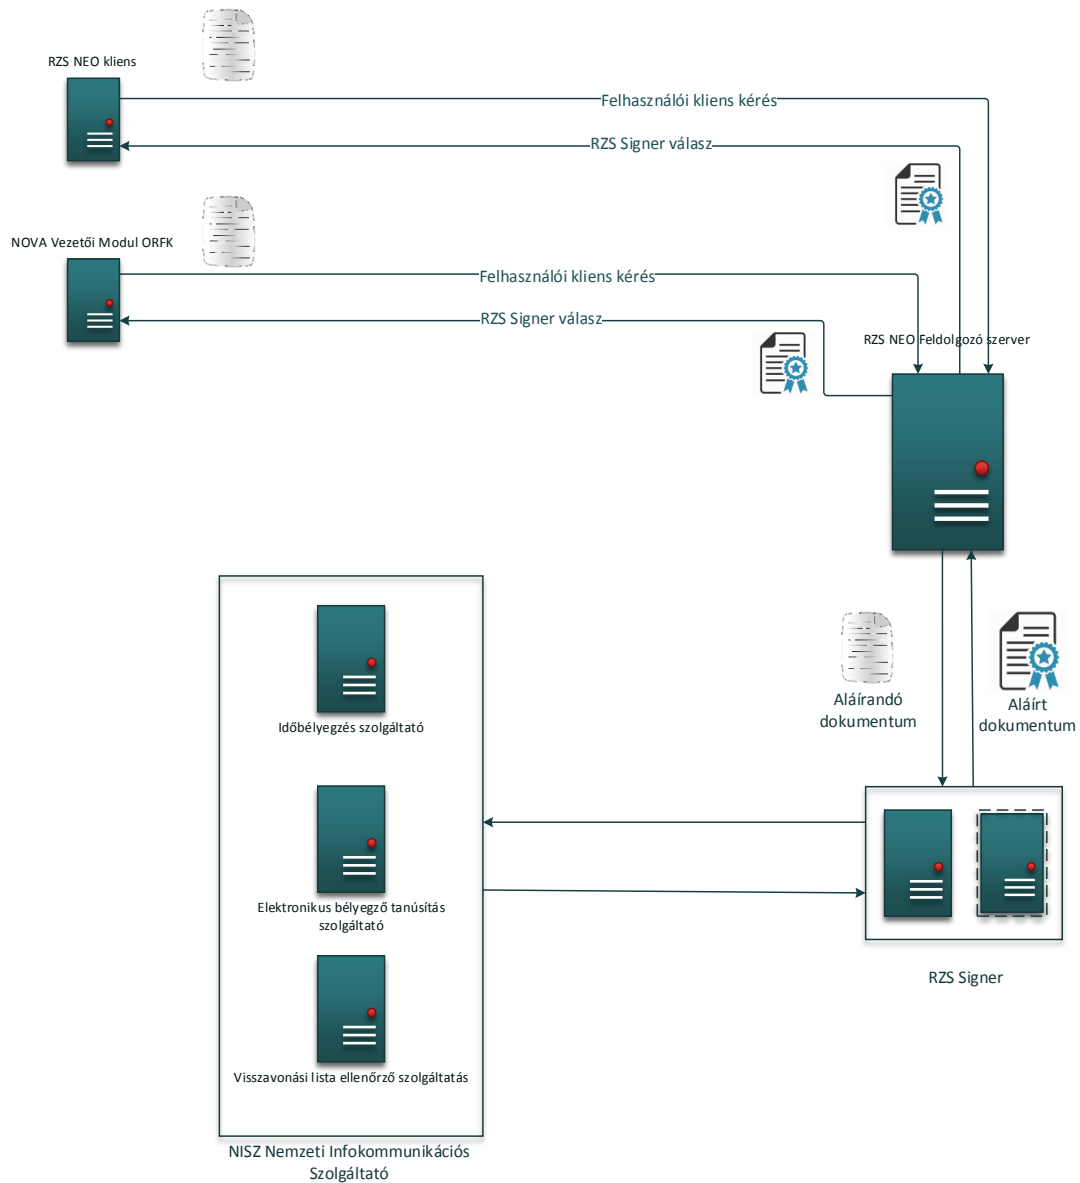 RZS NEO kliens
Felhasználói kliens kérés
RZS Signer válasz
NOVA Vezetői Modul ORFK
Felhasználói kliens kérés
RZS Signer válasz
RZS NEO Feldolgozó szerver
Aláírandó
dokumentum
Aláírt
dokumentum
Időbélyegzés szolgáltató
Elektronikus bélyegző tanúsítás
szolgáltató
RZS Signer
Visszavonási lista ellenőrző szolgáltatás
NISZ Nemzeti Infokommunikációs
Szolgáltató